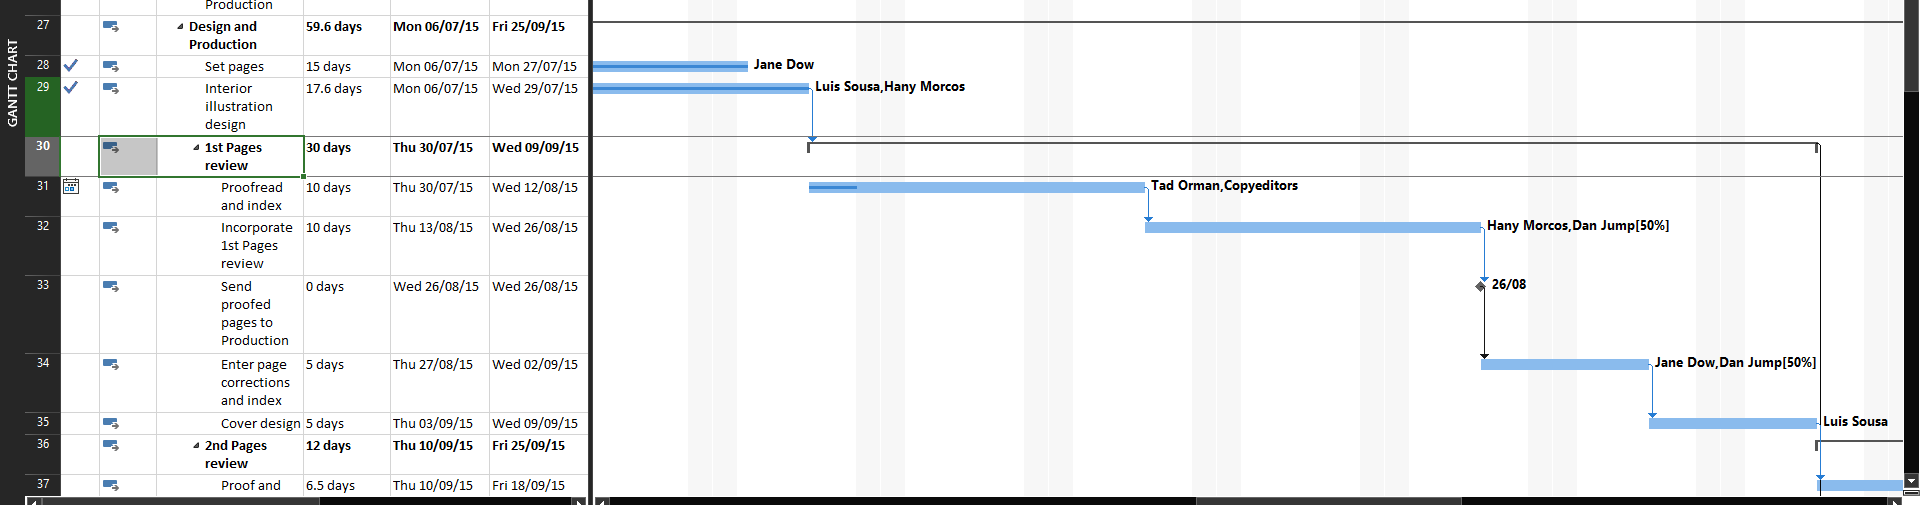 GANTT CHART
Production
27 Design and 59.6 days Mon 06/07/15 Fri 25/09/15
Production
28 Set pages 15 days Mon 06/07/15 Mon 27/07/15 Jane Dow
29 Interior 17.6 days Mon 06/07/15 Wed 29/07/15 Luis Sousa,Hany Morcos
illustration
design
30 1st Pages 30 days Thu 30/07/15 Wed 09/09/15
review
31 Proofread 10 days Thu 30/07/15 Wed 12/08/15 Tad Orman,Copyeditors
and index
32 Incorporate 10 days Thu 13/08/15 Wed 26/08/15 Hany Morcos,Dan Jump[50%]
1st Pages
review
33 Send 0 days Wed 26/08/15 Wed 26/08/15 26/08
proofed
pages to
Production
34 Enter page 5 days Thu 27/08/15 Wed 02/09/15 Jane Dow,Dan Jump[50%]
corrections
and index
35 Cover design 5 days Thu 03/09/15 Wed 09/09/15 Luis Sousa
36 2nd Pages 12 days Thu 10/09/15 Fri 25/09/15
review
37 Proof and 6.5 days Thu 10/09/15 Fri 18/09/15